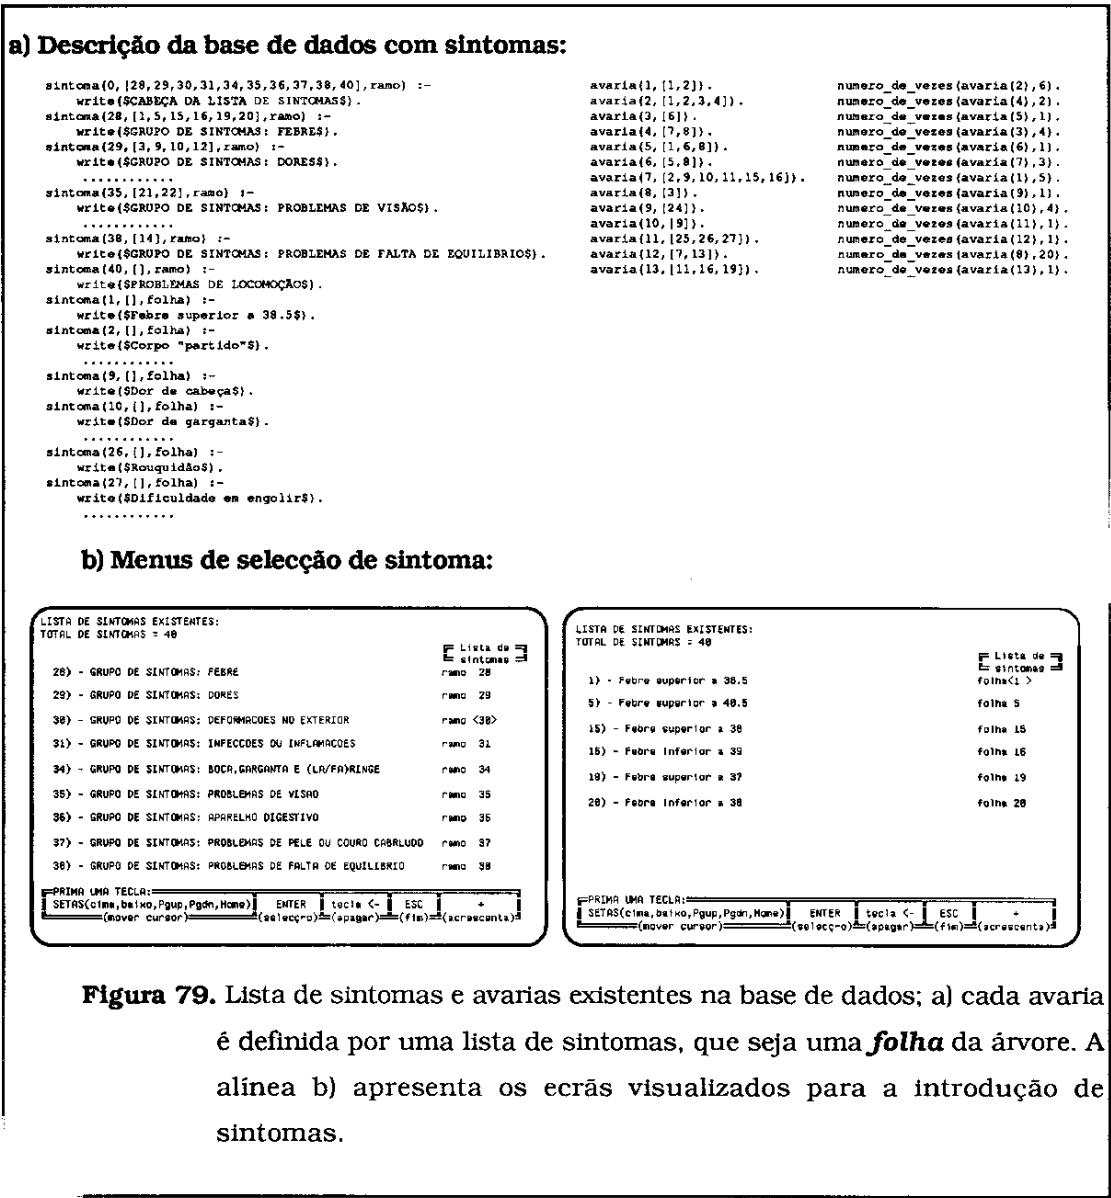 a) Descrição da base de dados com sintomas:
sintoma(0,[28,29,30,31,34,35,36,37,38,40],ramo) :-
write($CABEÇA DA LISTA DE SINTOMAS$).
sintoma(28,[1,5,15,16,19,20],ramo) :-
write($GRUPO DE SINTOMAS: FEBRE$).
sintoma(29,[3,9,10,12],ramo) :-
write($GRUPO DE SINTOMAS: DORES$).
............
sintoma(35,[21,22],ramo) :-
write($GRUPO DE SINTOMAS: PROBLEMAS DE VISÃO$).
............
sintoma(38,[14],ramo) :-
write($GRUPO DE SINTOMAS: PROBLEMAS DE FALTA DE EQUILIBRIO$).
sintoma(40,[],ramo) :-
write($PROBLEMAS DE LOCOMOÇÃO$).
sintoma(1,[],folha) :-
write($Febre superior a 38.5$).
sintoma(2,[],folha) :-
write($Corpo "partido"$).
............
sintoma(9,[],folha) :-
write($Dor de cabeça$).
sintoma(10,[],folha) :-
write($Dor de garganta$).
............
sintoma(26,[],folha) :-
write($Rouquidão$).
sintoma(27,[],folha) :-
write($Dificuldade em engolir$).
............
avaria(1,[1,2]).
avaria(2,[1,2,3,4]).
avaria(3,[6]).
avaria(4,[7,8]).
avaria(5,[1,6,8]).
avaria(6,[5,8]).
avaria(7,[2,9,10,11,15,16]).
avaria(8,[3]).
avaria(9,[24]).
avaria(10,[9]).
avaria(11,[25,26,27]).
avaria(12,[7,13]).
avaria(13,[11,16,19]).
numero_de_vezes(avaria(2),6).
numero_de_vezes(avaria(4),2).
numero_de_vezes(avaria(5),1).
numero_de_vezes(avaria(3),4).
numero_de_vezes(avaria(6),1).
numero_de_vezes(avaria(7),3).
numero_de_vezes(avaria(1),5).
numero_de_vezes(avaria(9),1).
numero_de_vezes(avaria(10),4).
numero_de_vezes(avaria(11),1).
numero_de_vezes(avaria(12),1).
numero_de_vezes(avaria(8),20).
numero_de_vezes(avaria(13),1).
b) Menus de selecção de sintoma:
LISTA DE SINTOMAS EXISTENTES:
TOTAL DE SINTOMAS = 40
Lista de
sintomas
28) - GRUPO DE SINTOMAS: FEBRE ramo 28
29) - GRUPO DE SINTOMAS: DORES ramo 29
30) - GRUPO DE SINTOMAS: DEFORMACOES NO EXTERIOR ramo <30>
31) - GRUPO DE SINTOMAS: INFECCOES OU INFLAMACOES ramo 31
34) - GRUPO DE SINTOMAS: BOCA,GARGANTA E (LA/FA)RINGE ramo 34
35) - GRUPO DE SINTOMAS: PROBLEMAS DE VISAO ramo 35
36) - GRUPO DE SINTOMAS: APARELHO DIGESTIVO ramo 36
37) - GRUPO DE SINTOMAS: PROBLEMAS DE PELE OU COURO CABRLUDO ramo 37
38) - GRUPO DE SINTOMAS: PROBLEMAS DE FALTA DE EQUILIBRIO ramo 38
PRIMA UMA TECLA:
SETAS(cima,baixo,Pgup,Pgdn,Home) ENTER tecla <- ESC +
(mover cursor) (selecç~o) (apagar) (fim) (acrescenta)
LISTA DE SINTOMAS EXISTENTES:
TOTAL DE SINTOMAS = 40
Lista de
sintomas
1) - Febre superior a 38.5 folha<1 >
5) - Febre superior a 40.5 folha 5
15) - Febre superior a 38 folha 15
16) - Febre inferior a 39 folha 16
19) - Febre superior a 37 folha 19
20) - Febre inferior a 38 folha 20
PRIMA UMA TECLA:
SETAS(cima,baixo,Pgup,Pgdn,Home) ENTER tecla <- ESC +
(mover cursor) (selecç~o) (apagar) (fim) (acrescenta)
Figura 79. Lista de sintomas e avarias existentes na base de dados; a) cada avaria
é definida por uma lista de sintomas, que seja uma folha da árvore. A
alínea b) apresenta os ecrãs visualizados para a introdução de
sintomas.